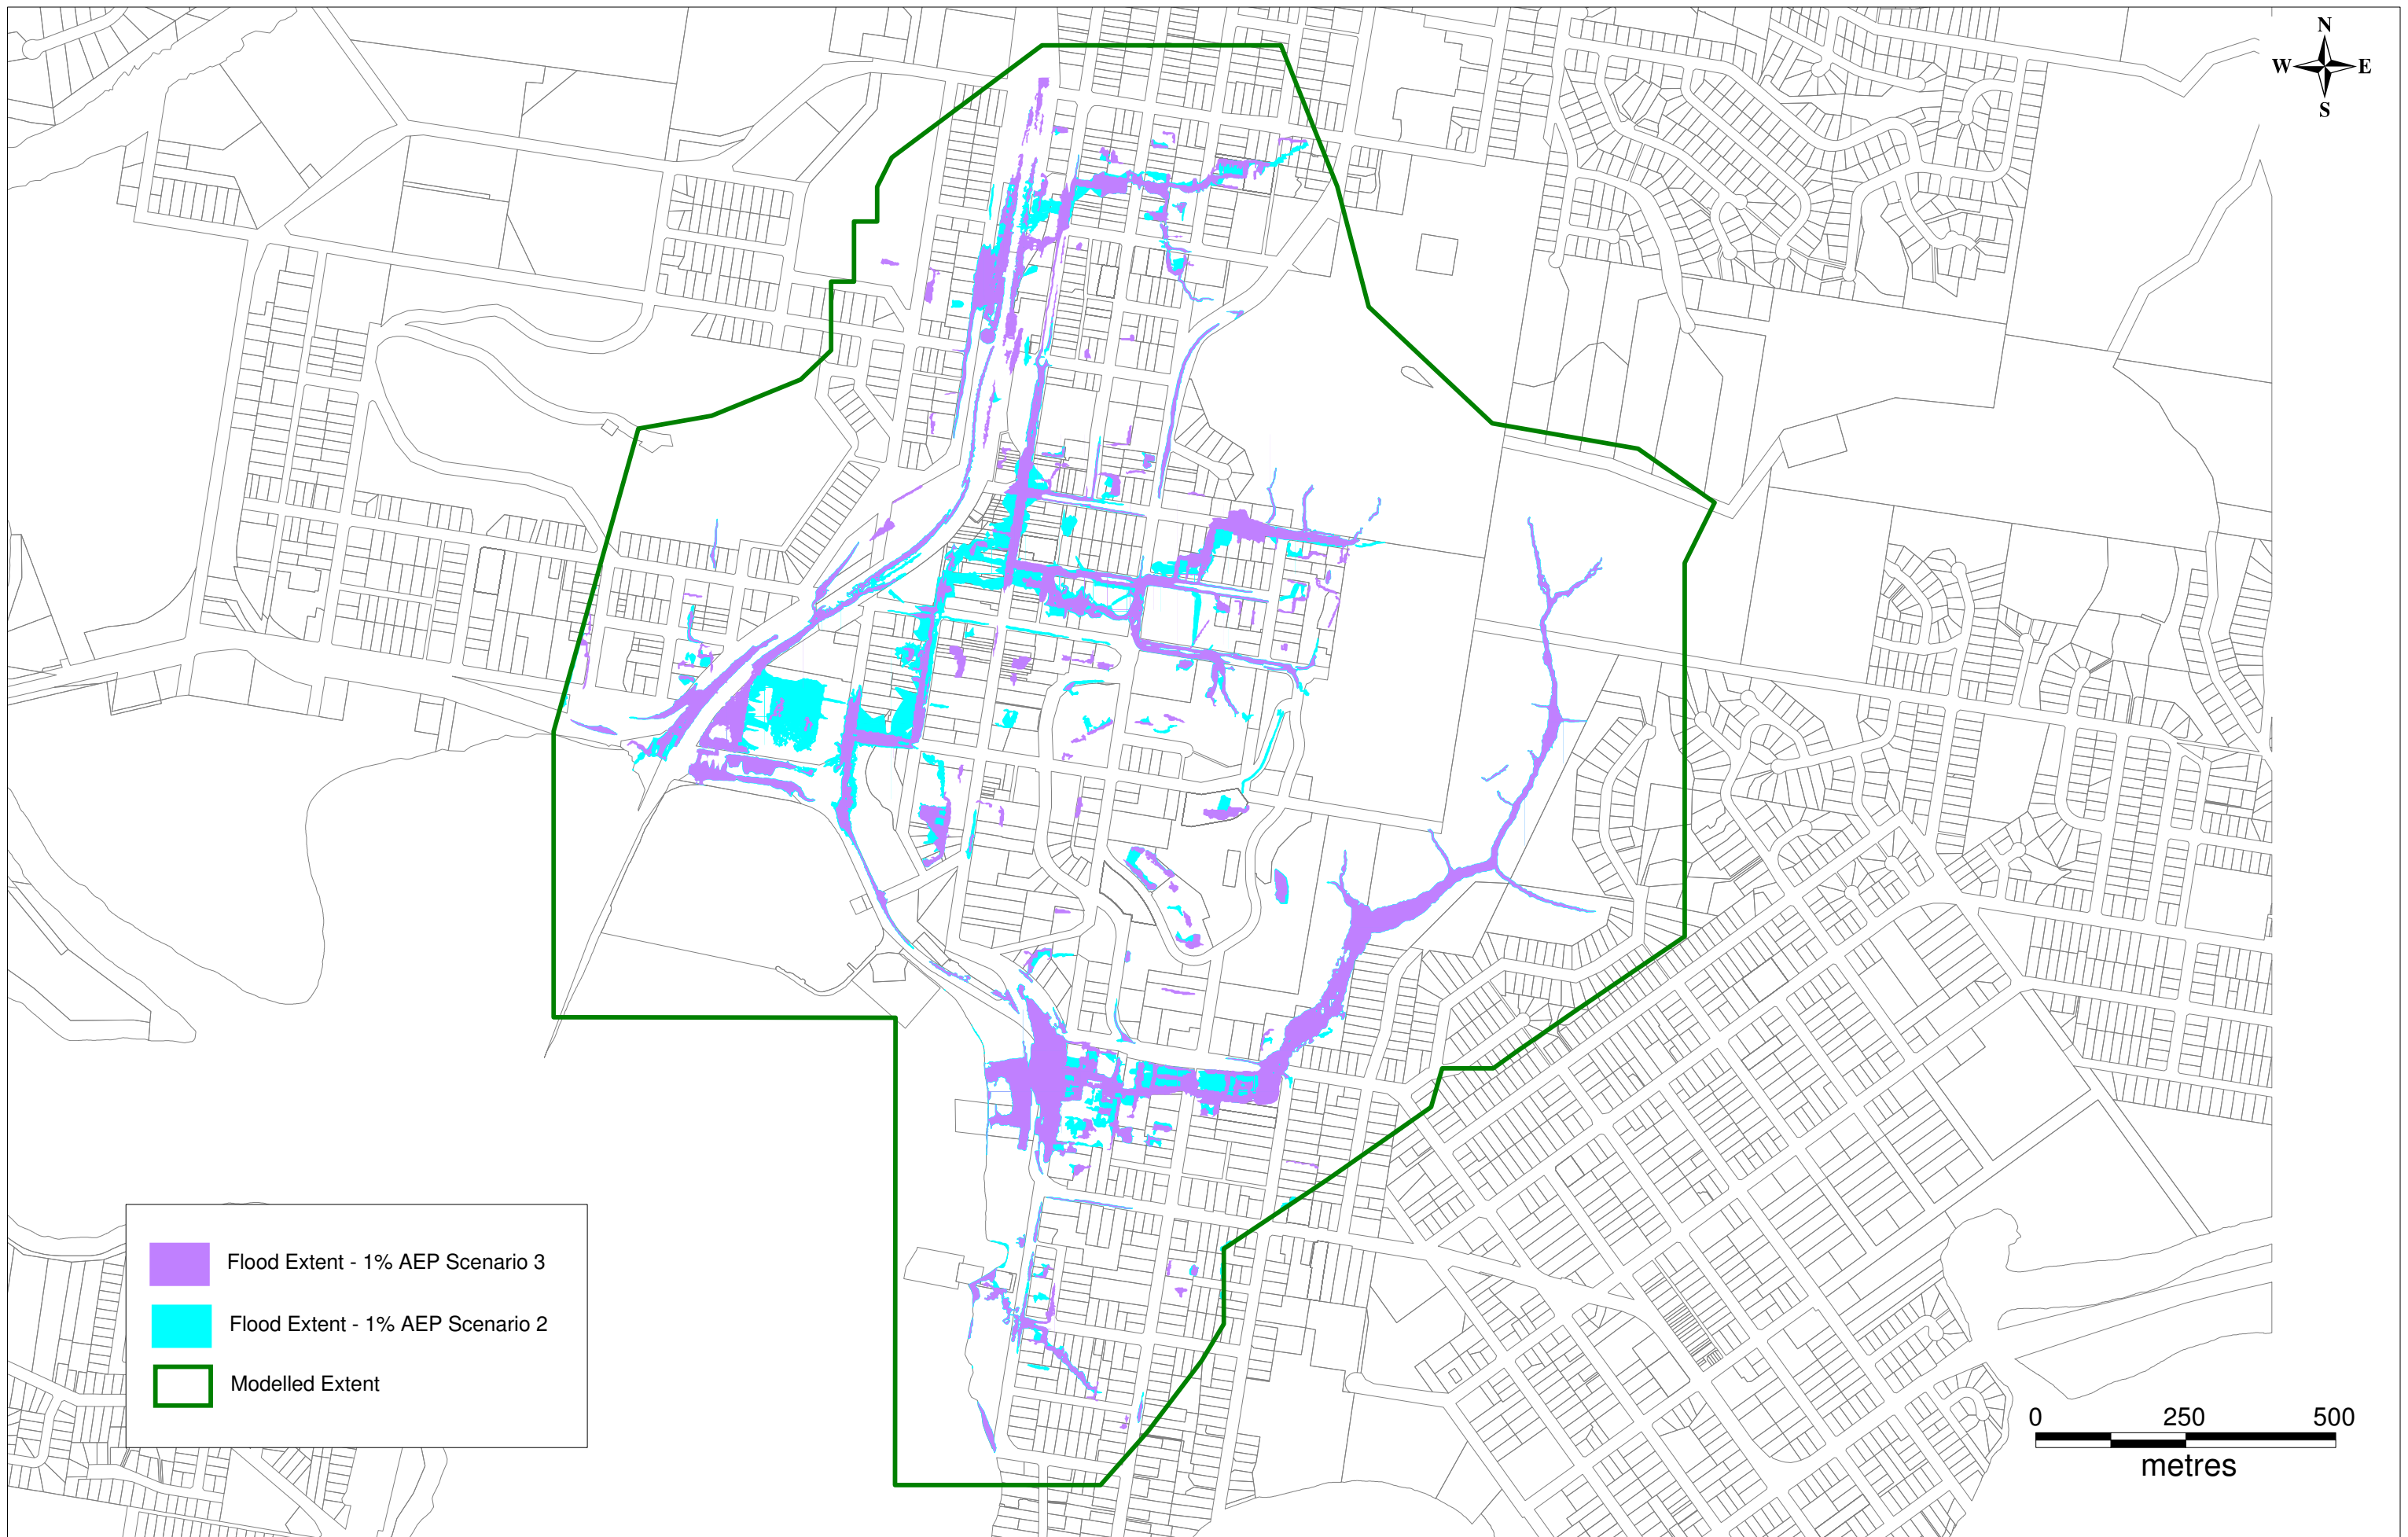 N
W E
S
Flood Extent - 1% AEP Scenario 3
Flood Extent - 1% AEP Scenario 2
Modelled Extent
0 250 500
metres